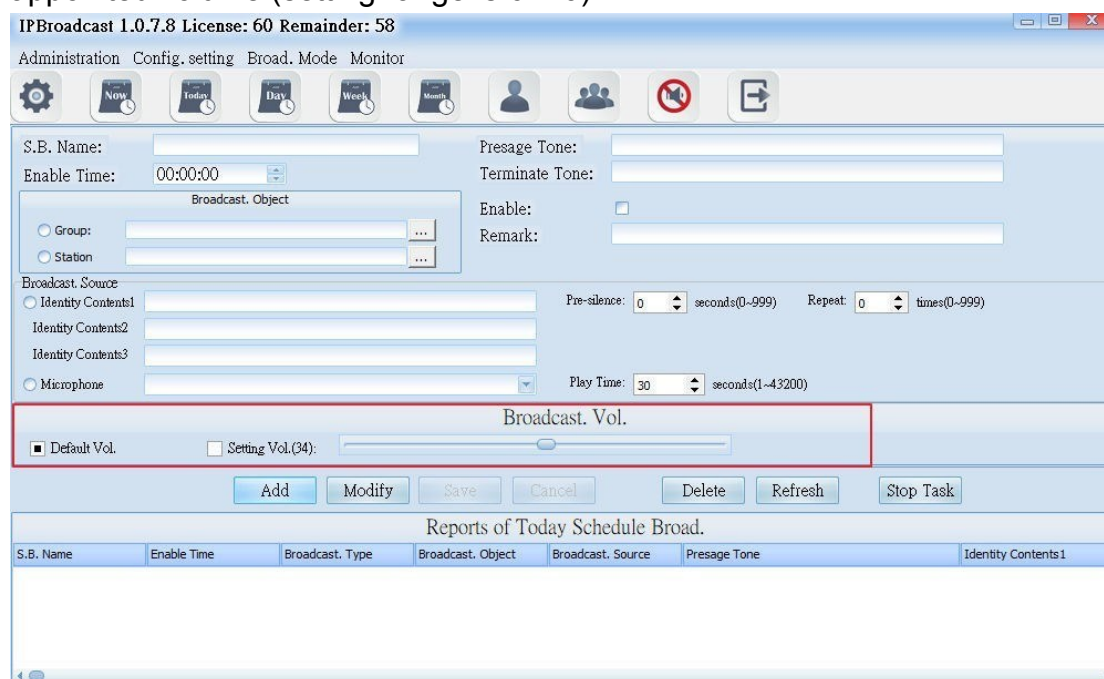 IPBroadcast 1.0.7.8 License: 60 Remainder: 58
Administration Config. setting Broad. Mode Monitor
Now Today Day Week Month
S.B. Name: Presage Tone:
Enable Time: 00:00:00 Terminate Tone:
Broadcast. Object
Enable:
Group: ...
Remark:
Station ...
Broadcast. Source
Identity Contents1 Pre-silence: 0 seconds(0~999) Repeat: 0 times(0~999)
Identity Contents2
Identity Contents3
Microphone Play Time: 30 seconds(1~43200)
Broadcast. Vol.
Default Vol. Setting Vol.(34):
Add Modify Save Cancel Delete Refresh Stop Task
Reports of Today Schedule Broad.
S.B. Name Enable Time Broadcast. Type Broadcast. Object Broadcast. Source Presage Tone Identity Contents1